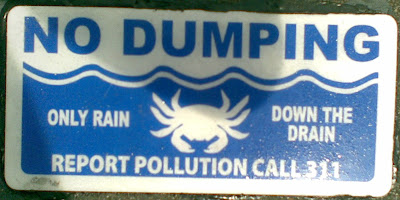 NO DUMPING
ONLY RAIN
DOWN THE
DRAIN
REPORT POLLUTION CALL 311